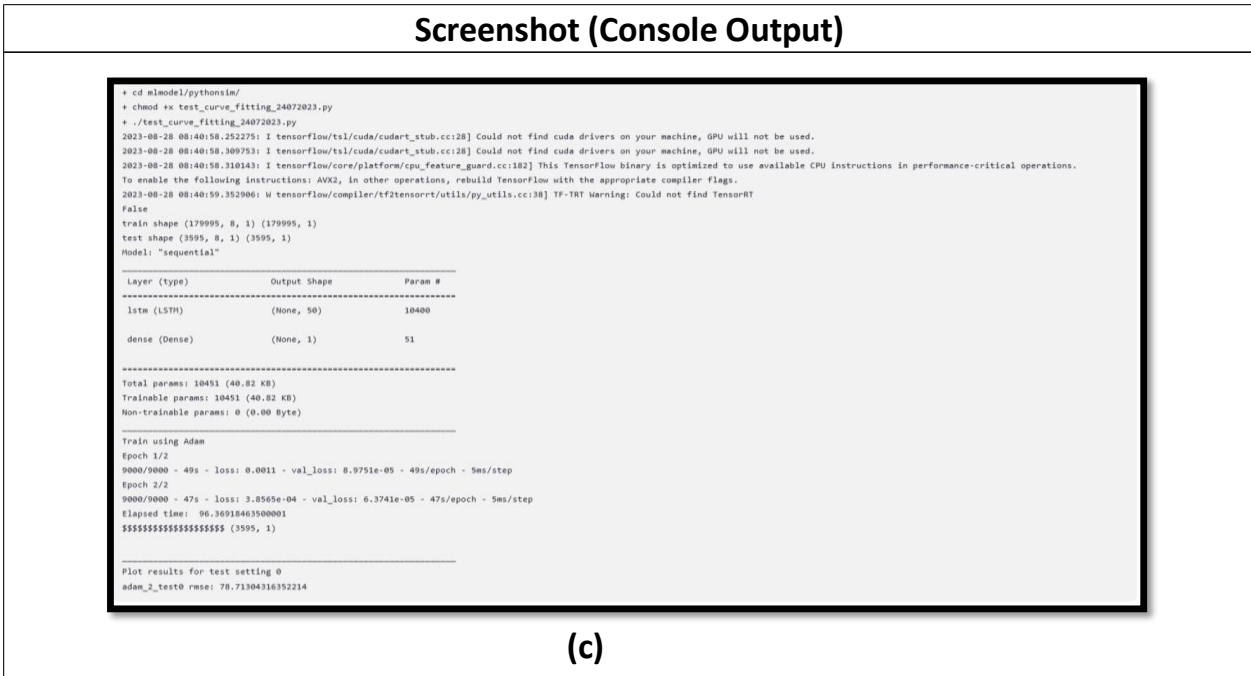 Screenshot (Console Output)
+ cd mlmodel/pythonsim/
+ chmod +x test_curve_fitting_24072023.py
+ ./test_curve_fitting_24072023.py
2023-08-28 08:40:58.252275: I tensorflow/tsl/cuda/cudart_stub.cc:28] Could not find cuda drivers on your machine, GPU will not be used.
2023-08-28 08:40:58.309753: I tensorflow/tsl/cuda/cudart_stub.cc:28] Could not find cuda drivers on your machine, GPU will not be used.
2023-08-28 08:40:58.310143: I tensorflow/core/platform/cpu_feature_guard.cc:182] This TensorFlow binary is optimized to use available CPU instructions in performance-critical operations.
To enable the following instructions: AVX2, in other operations, rebuild TensorFlow with the appropriate compiler flags.
2023-08-28 08:40:59.352906: W tensorflow/compiler/tf2tensorrt/utils/py_utils.cc:38] TF-TRT Warning: Could not find TensorRT
False
train shape (179995, 8, 1) (179995, 1)
test shape (3595, 8, 1) (3595, 1)
Model: "sequential"
Layer (type) Output Shape Param #
lstm (LSTM) (None, 50) 10400
dense (Dense) (None, 1) 51
Total params: 10451 (40.82 KB)
Trainable params: 10451 (40.82 KB)
Non-trainable params: 0 (0.00 Byte)
Train using Adam
Epoch 1/2
9000/9000 - 49s - loss: 0.0011 - val_loss: 8.9751e-05 - 49s/epoch - 5ms/step
Epoch 2/2
9000/9000 - 47s - loss: 3.8565e-04 - val_loss: 6.3741e-05 - 47s/epoch - 5ms/step
Elapsed time: 96.36918463500001
$$$$$$$$$$$$$$$$$$$$ (3595, 1)
Plot results for test setting 0
adam_2_test0 rmse: 78.71304316352214
(c)